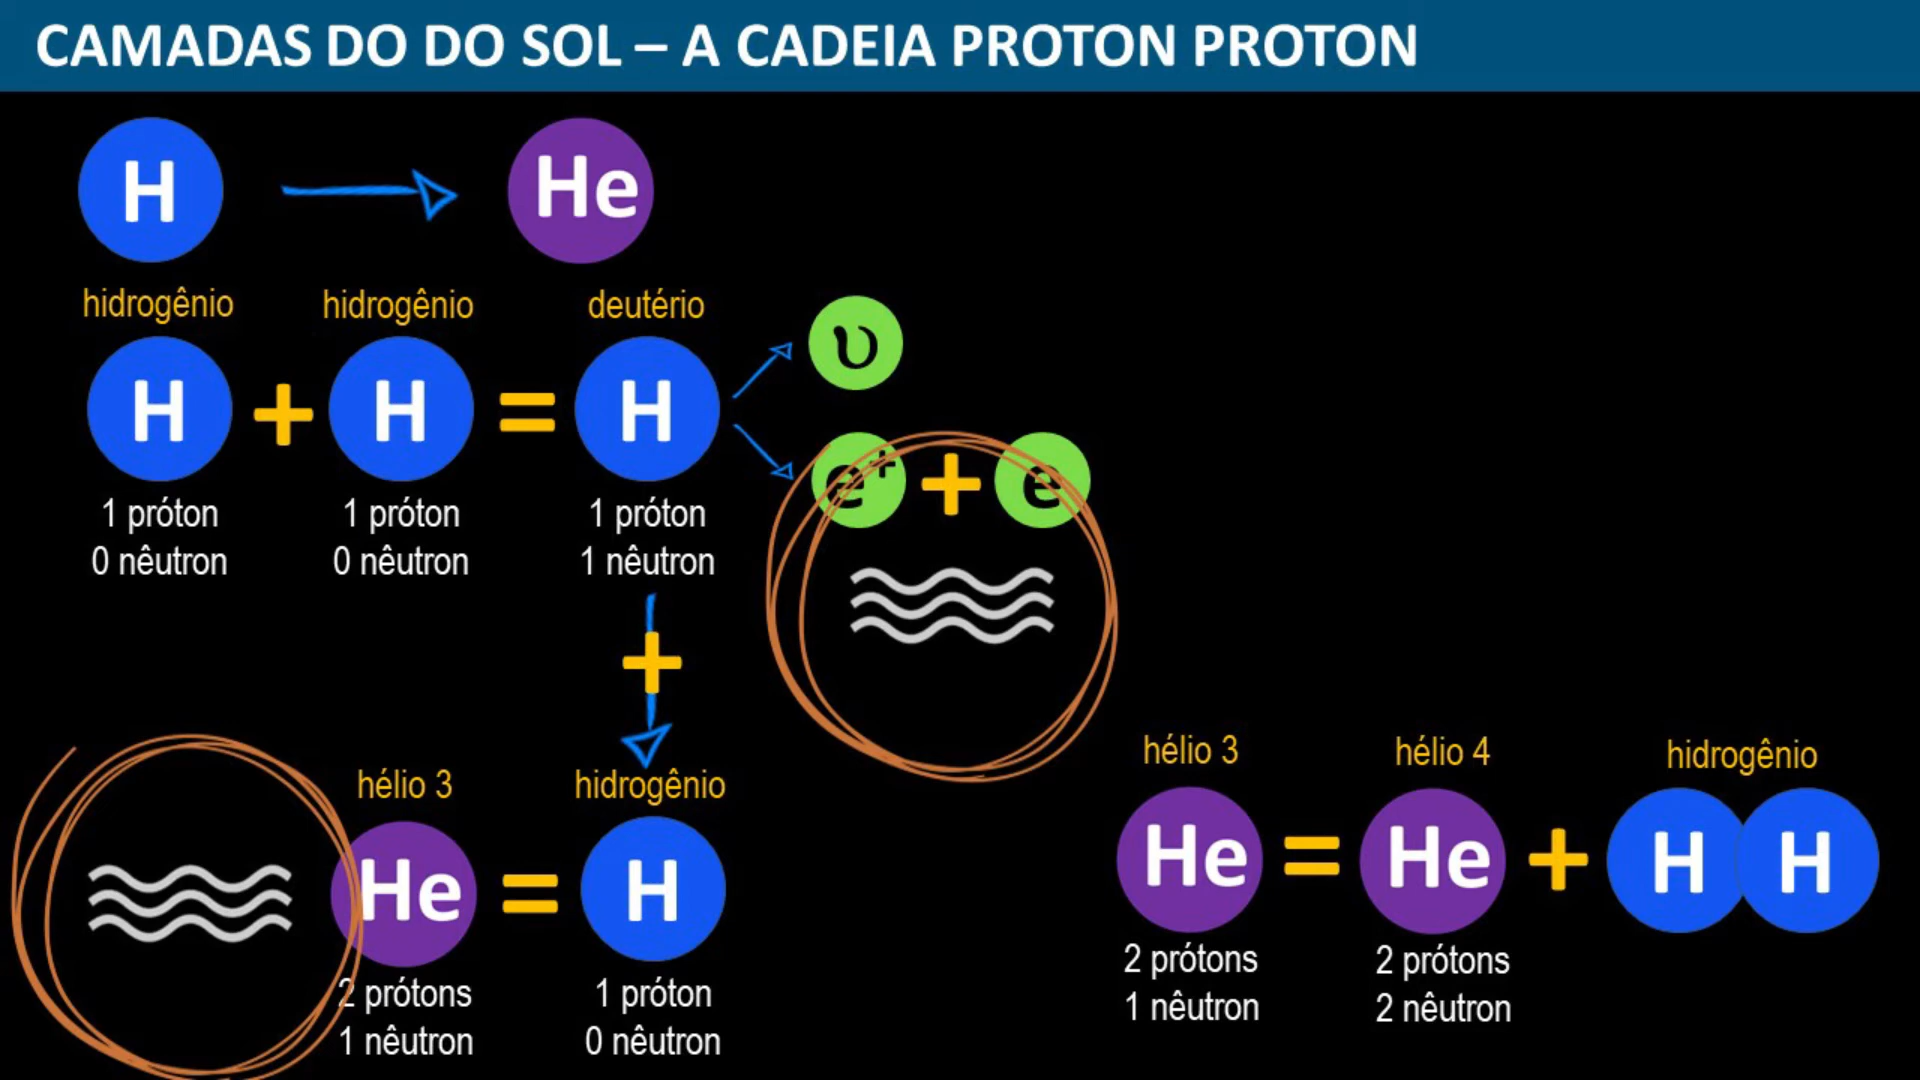 CAMADAS DO DO SOL – A CADEIA PROTON PROTON
H
He
hidrogênio
hidrogênio
deutério
υ
H
+
H
=
H
e+
+
e
1 próton
1 próton
1 próton
0 nêutron
0 nêutron
1 nêutron
+
hélio 3
hidrogênio
He
=
H
2 prótons
1 próton
1 nêutron
0 nêutron
hélio 3
hélio 4
hidrogênio
He
=
He
+
H
H
2 prótons
2 prótons
1 nêutron
2 nêutron